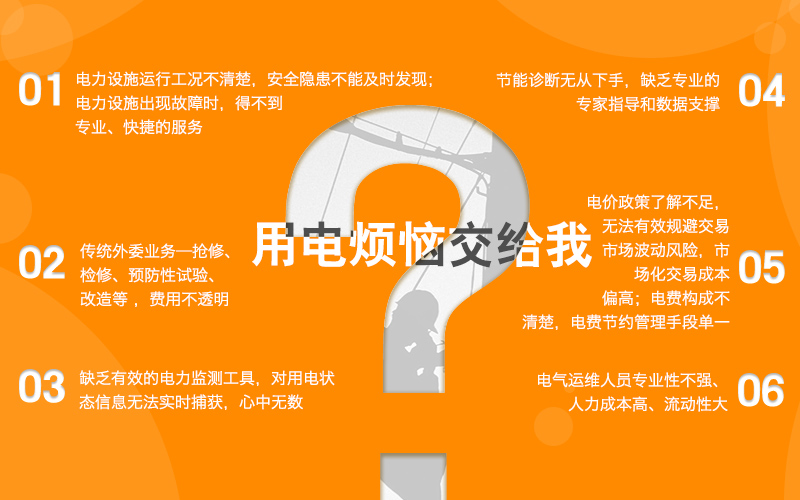 01
电力设施运行工况不清楚，安全隐患不能及时发现；
电力设施出现故障时，得不到
专业、快捷的服务
02
传统外委业务—抢修、
检修、预防性试验、
改造等 ，费用不透明
03
缺乏有效的电力监测工具，对用电状
态信息无法实时捕获，心中无数
用电烦恼交给我
04
节能诊断无从下手，缺乏专业的
专家指导和数据支撑
05
电价政策了解不足，
无法有效规避交易
市场波动风险，市
场化交易成本
偏高；电费构成不
清楚，电费节约管理手段单一
06
电气运维人员专业性不强、
人力成本高、流动性大